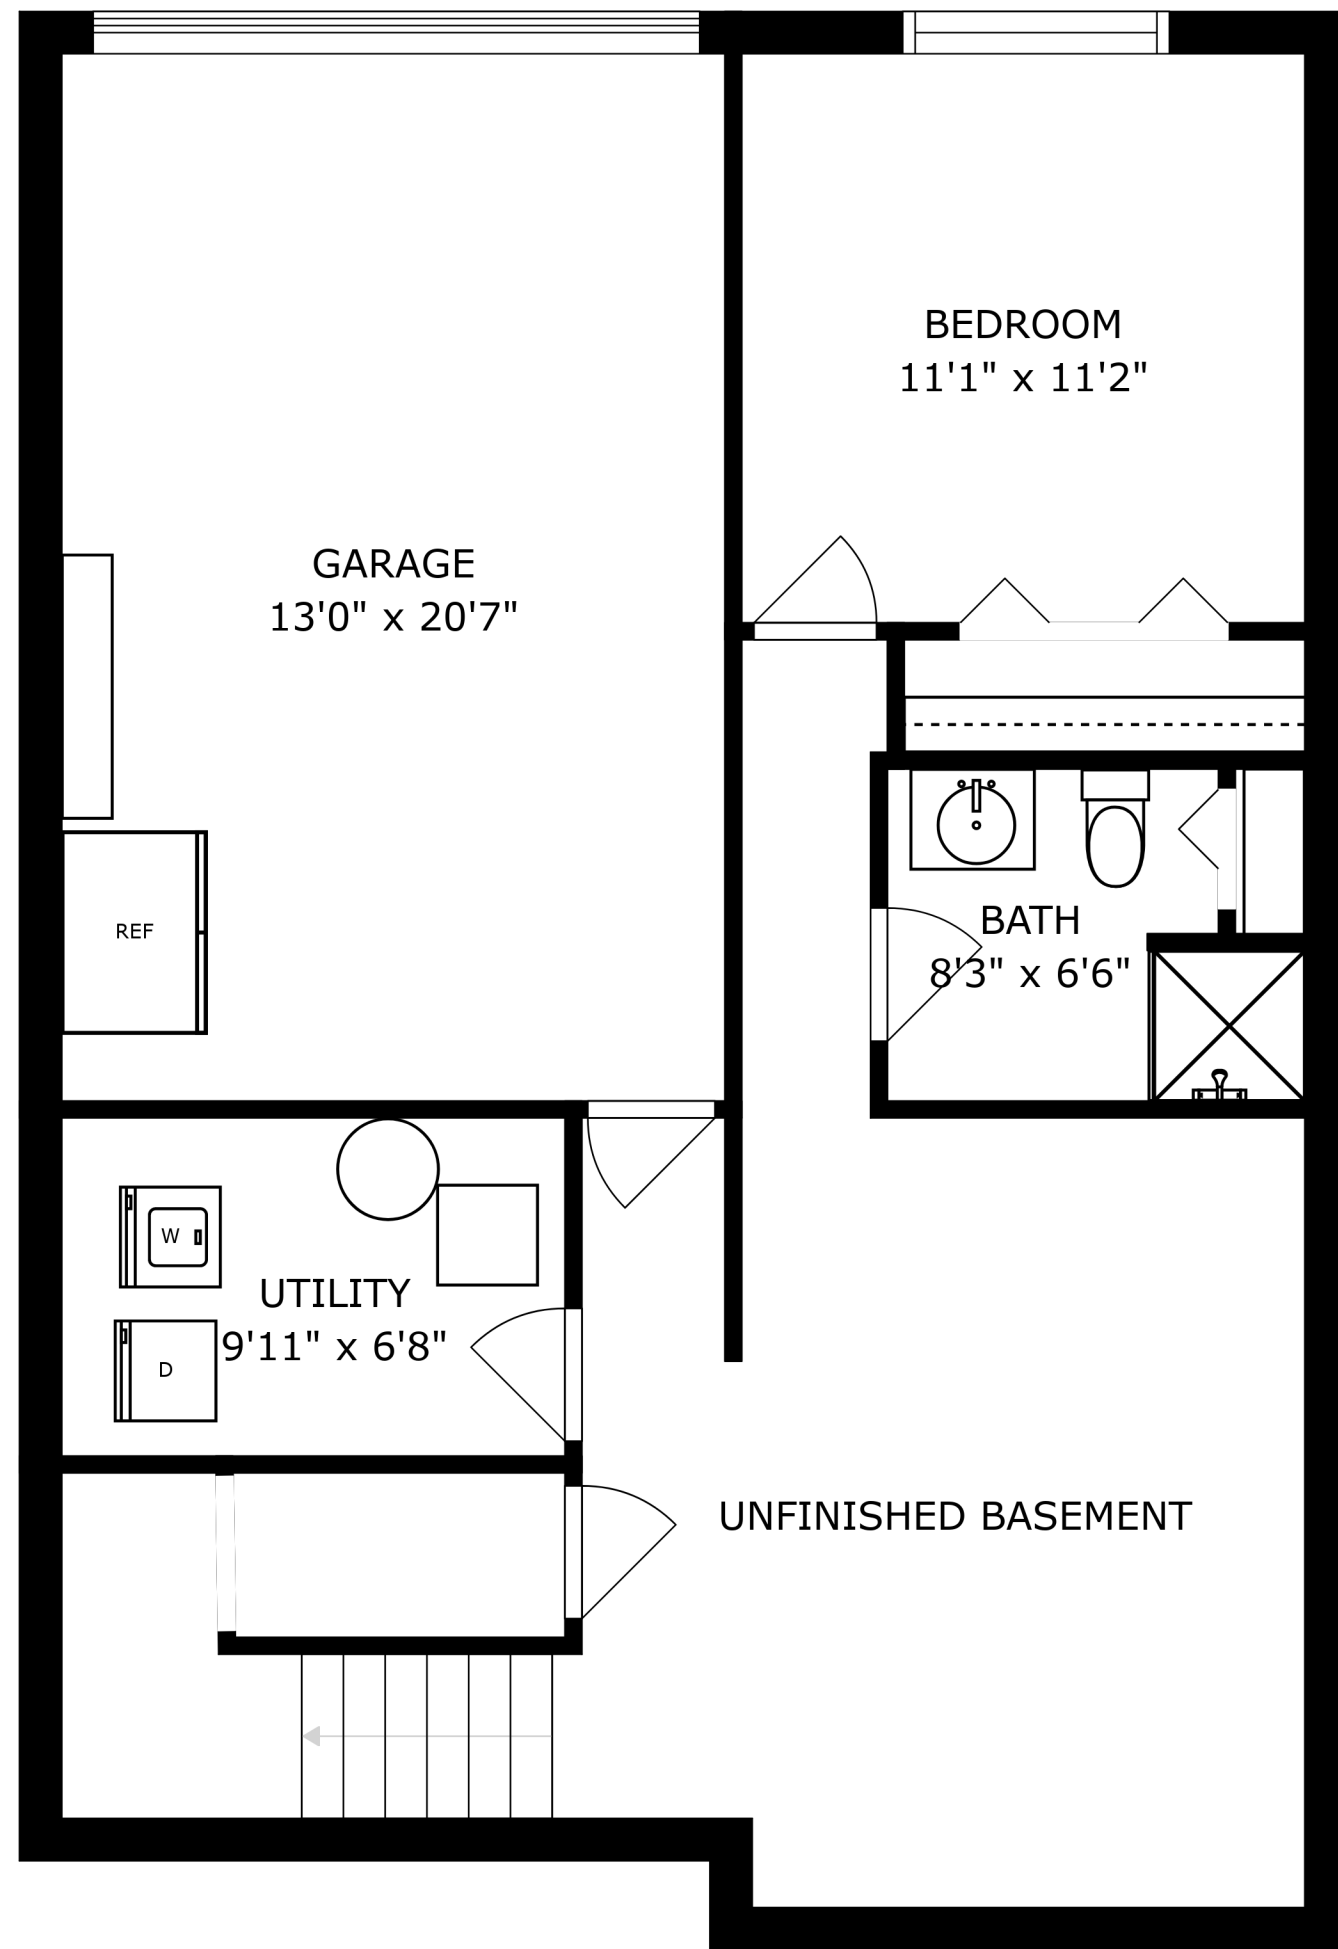 BEDROOM
11'1" x 11'2"
GARAGE
13'0" x 20'7"
REF
BATH
8'3" x 6'6"
W
UTILITY
9'11" x 6'8"
D
UNFINISHED BASEMENT